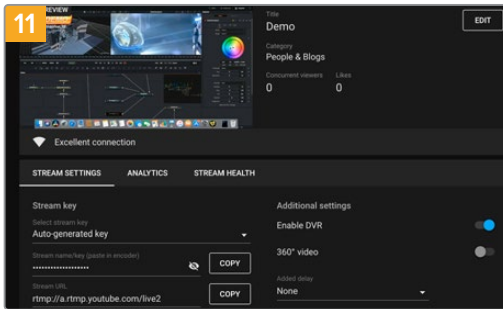 11
PREVIEW
Title
Demo
EDIT
Category
People & Blogs
Concurrent viewers Likes
0 0
Excellent connection
STREAM SETTINGS ANALYTICS STREAM HEALTH
Stream key Additional settings
Select stream key
Auto-generated key
Enable DVR
360° video
Stream name/key (paste in encoder)
•••••••••••••••••••
COPY
Added delay
None
Stream URL
rtmp://a.rtmp.youtube.com/live2
COPY